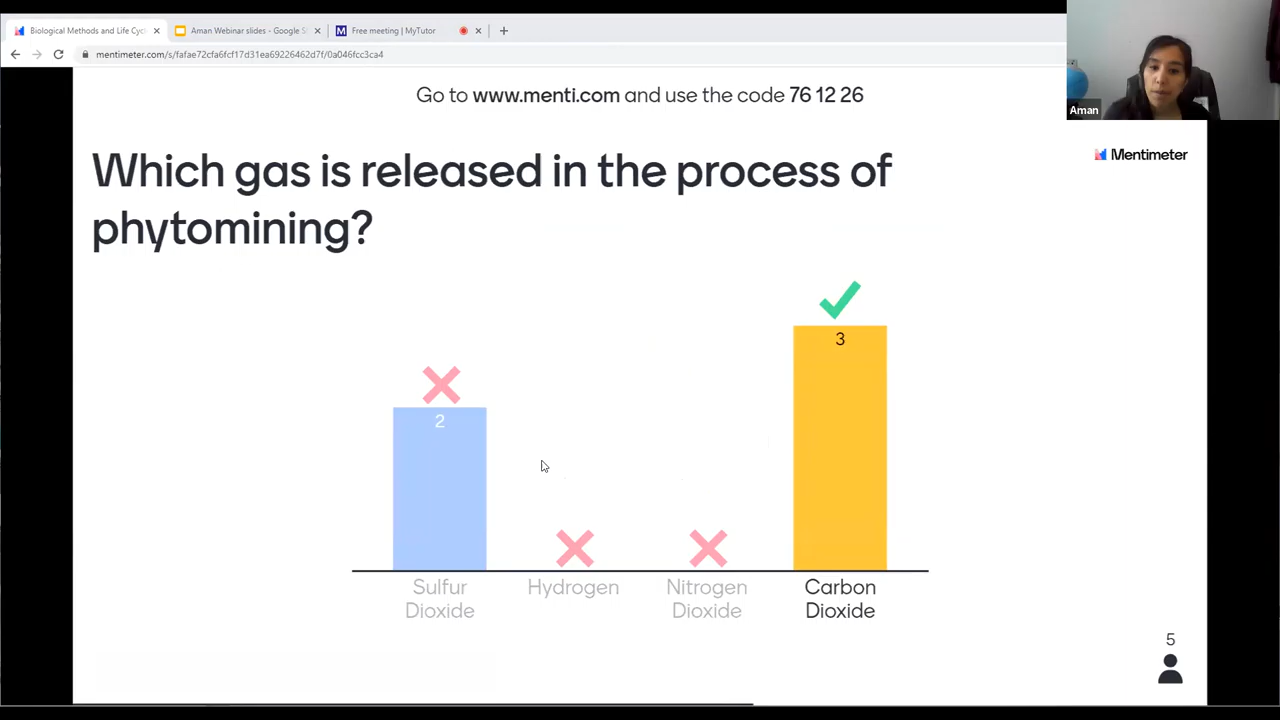 Biological Methods and Life Cyc
Aman Webinar slides - Google S
Free meeting | MyTutor
mentimeter.com/s/fafae72cfa6fcf17d31ea69226462d7f/0a046fcc3ca4
Aman
Go to www.menti.com and use the code 76 12 26
Mentimeter
Which gas is released in the process of
phytomining?
3
2
Sulfur
Dioxide
Hydrogen
Nitrogen
Dioxide
Carbon
Dioxide
5